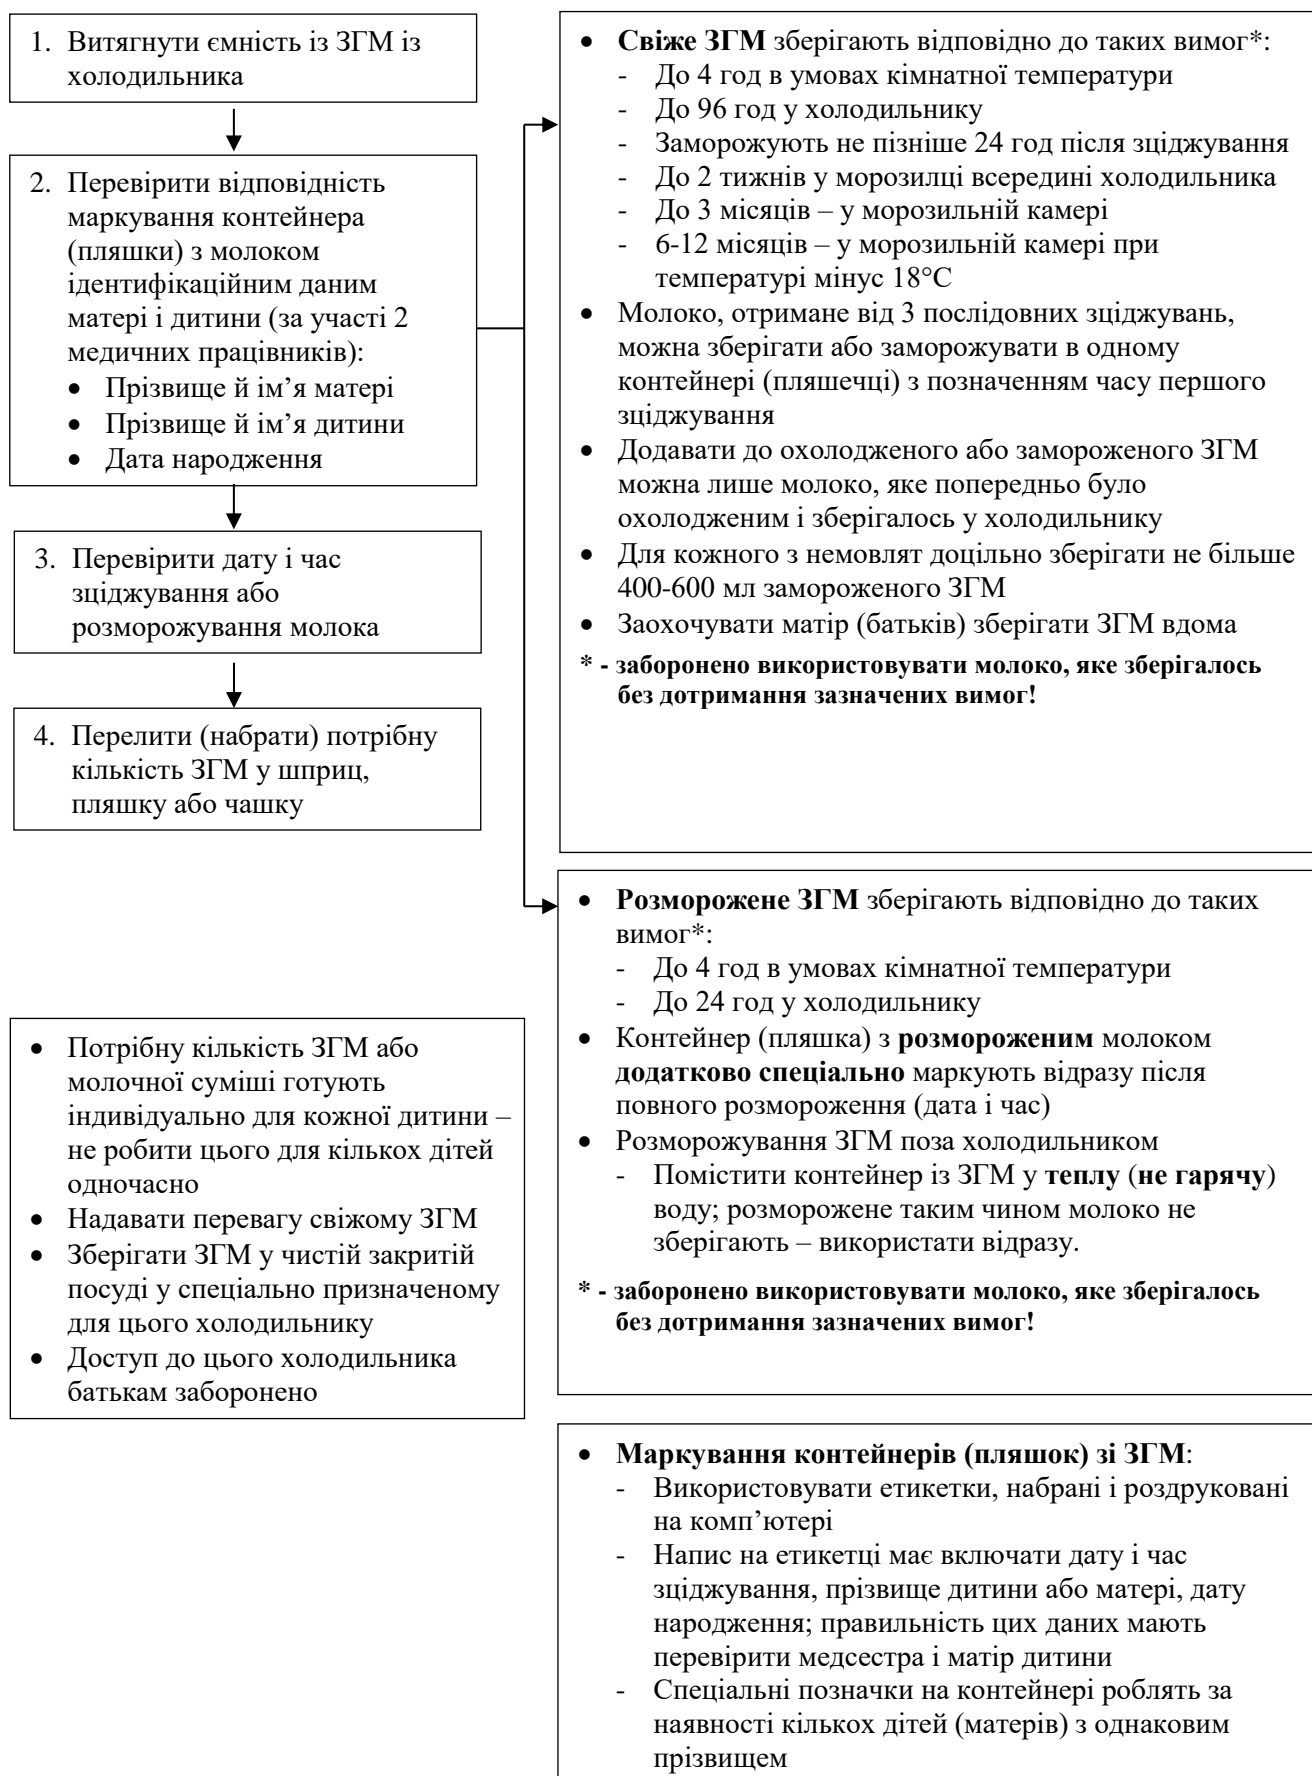 1. Витягнути ємність із ЗГМ із
холодильника
2. Перевірити відповідність
маркування контейнера
(пляшки) з молоком
ідентифікаційним даним
матері і дитини (за участі 2
медичних працівників):
• Прізвище й ім’я матері
• Прізвище й ім’я дитини
• Дата народження
3. Перевірити дату і час
зціджування або
розморожування молока
4. Перелити (набрати) потрібну
кількість ЗГМ у шприц,
пляшку або чашку
• Потрібну кількість ЗГМ або
молочної суміші готують
індивідуально для кожної дитини –
не робити цього для кількох дітей
одночасно
• Надавати перевагу свіжому ЗГМ
• Зберігати ЗГМ у чистій закритій
посуді у спеціально призначеному
для цього холодильнику
• Доступ до цього холодильника
батькам заборонено
• Свіже ЗГМ зберігають відповідно до таких вимог*:
- До 4 год в умовах кімнатної температури
- До 96 год у холодильнику
- Заморожують не пізніше 24 год після зціджування
- До 2 тижнів у морозилці всередині холодильника
- До 3 місяців – у морозильній камері
- 6-12 місяців – у морозильній камері при
температурі мінус 18°С
• Молоко, отримане від 3 послідовних зціджувань,
можна зберігати або заморожувати в одному
контейнері (пляшечці) з позначенням часу першого
зціджування
• Додавати до охолодженого або замороженого ЗГМ
можна лише молоко, яке попередньо було
охолодженим і зберігалось у холодильнику
• Для кожного з немовлят доцільно зберігати не більше
400-600 мл замороженого ЗГМ
• Заохочувати матір (батьків) зберігати ЗГМ вдома
* - заборонено використовувати молоко, яке зберігалось
без дотримання зазначених вимог!
• Розморожене ЗГМ зберігають відповідно до таких
вимог*:
- До 4 год в умовах кімнатної температури
- До 24 год у холодильнику
• Контейнер (пляшка) з розмороженим молоком
додатково спеціально маркують відразу після
повного розмороження (дата і час)
• Розморожування ЗГМ поза холодильником
- Помістити контейнер із ЗГМ у теплу (не гарячу)
воду; розморожене таким чином молоко не
зберігають – використати відразу.
* - заборонено використовувати молоко, яке зберігалось
без дотримання зазначених вимог!
• Маркування контейнерів (пляшок) зі ЗГМ:
- Використовувати етикетки, набрані і роздруковані
на комп’ютері
- Напис на етикетці має включати дату і час
зціджування, прізвище дитини або матері, дату
народження; правильність цих даних мають
перевірити медсестра і матір дитини
- Спеціальні позначки на контейнері роблять за
наявності кількох дітей (матерів) з однаковим
прізвищем